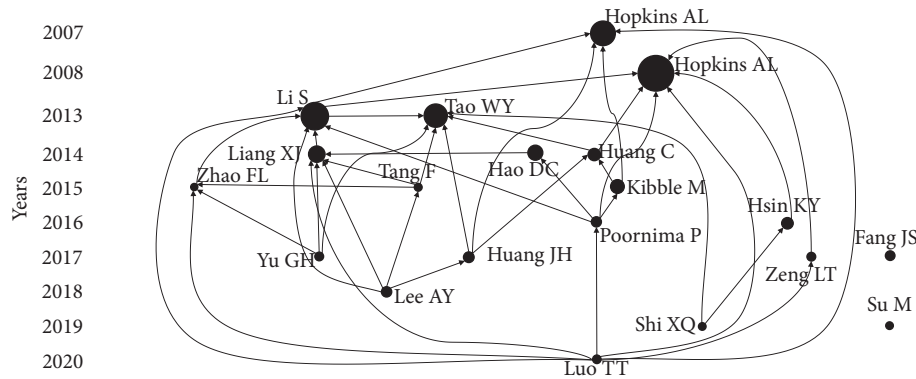 Years
2007
2008
2013
2014
2015
2016
2017
2018
2019
2020
Hopkins AL
Hopkins AL
Li S
Tao WY
Liang XJ
Hao DC
Huang C
Zhao FL
Tang F
Kibble M
Hsin KY
Poornima P
Yu GH
Huang JH
Zeng LT
Fang JS
Lee AY
Shi XQ
Su M
Luo TT